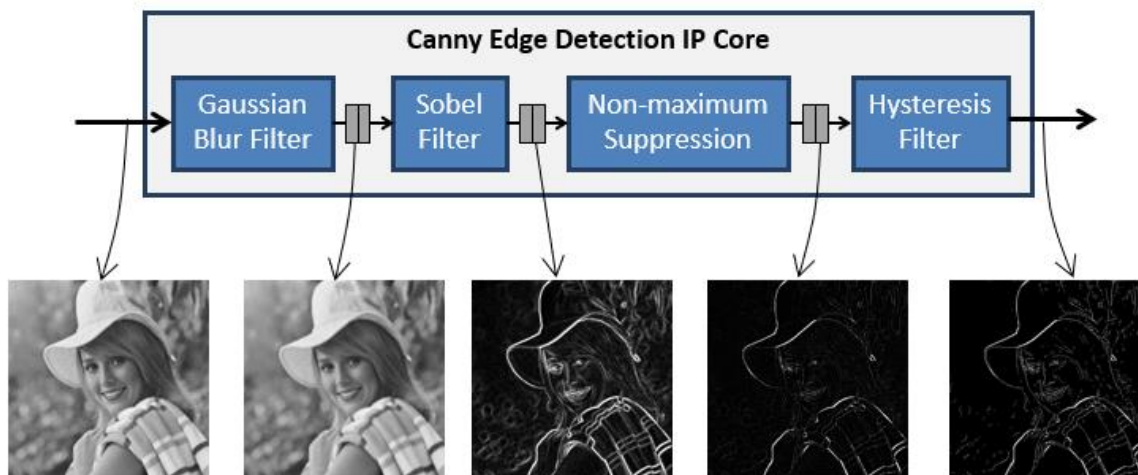 Canny Edge Detection IP Core
Gaussian
Blur Filter
Sobel
Filter
Non-maximum
Suppression
Hysteresis
Filter